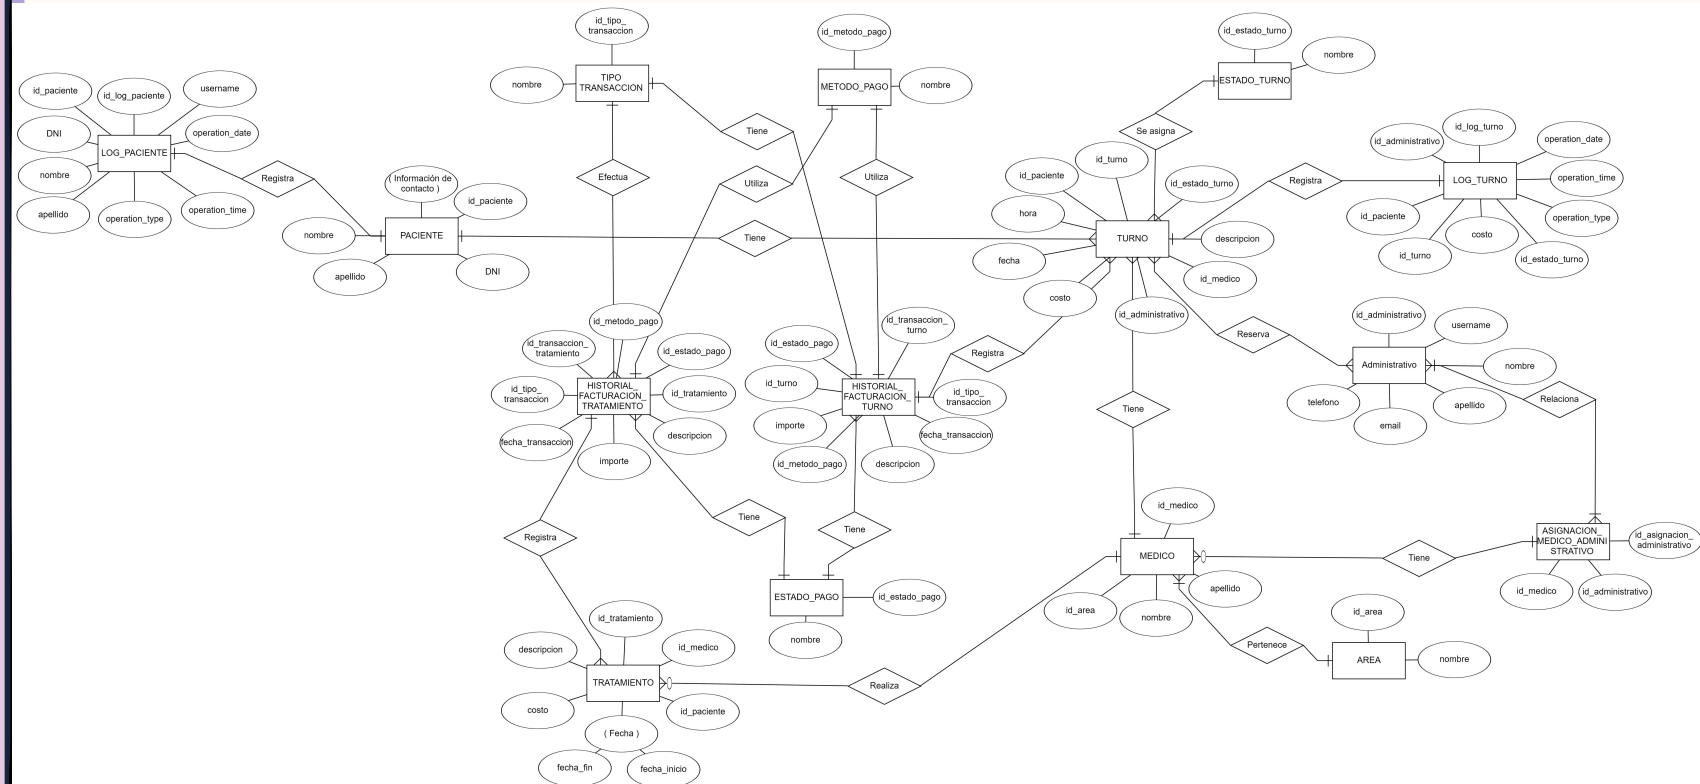 id_tipo_
transaccion
nombre
TIPO
TRANSACCION
id_metodo_pago
METODO_PAGO
nombre
id_estado_turno
nombre
ESTADO_TURNO
id_paciente
id_log_paciente
username
DNI
operation_date
LOG_PACIENTE
nombre
apellido
operation_type
operation_time
Registra
( Información de
contacto )
id_paciente
nombre
PACIENTE
apellido
DNI
Efectua
Tiene
Utiliza
Utiliza
Tiene
Se asigna
id_turno
id_paciente
id_estado_turno
hora
TURNO
descripcion
fecha
id_medico
costo
id_administrativo
Registra
id_log_turno
id_administrativo
operation_date
LOG_TURNO
operation_time
id_paciente
operation_type
costo
id_turno
id_estado_turno
id_metodo_pago
id_transaccion_
tratamiento
id_estado_pago
id_tipo_
transaccion
HISTORIAL_
FACTURACION_
TRATAMIENTO
id_tratamiento
fecha_transaccion
descripcion
importe
id_transaccion_
turno
id_estado_pago
id_turno
HISTORIAL_
FACTURACION_
TURNO
id_tipo_
transaccion
importe
fecha_transaccion
id_metodo_pago
descripcion
Registra
Reserva
id_administrativo
username
Administrativo
nombre
telefono
apellido
email
Relaciona
Tiene
Registra
Tiene
Tiene
ESTADO_PAGO
id_estado_pago
nombre
id_medico
MEDICO
id_area
nombre
apellido
Tiene
ASIGNACION_
MEDICO_ADMINI
STRATIVO
id_asignacion_
administrativo
id_medico
id_administrativo
Pertenece
id_area
AREA
nombre
Realiza
id_tratamiento
descripcion
id_medico
TRATAMIENTO
costo
id_paciente
( Fecha )
fecha_fin
fecha_inicio